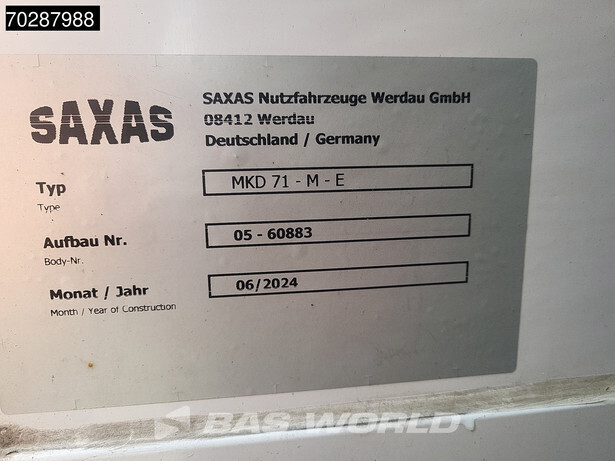 70287988
SAXAS
SAXAS Nutzfahrzeuge Werdau GmbH
08412 Werdau
Deutschland / Germany
Typ
Type
MKD 71 - M - E
Aufbau Nr.
Body-Nr.
05 - 60883
Monat / Jahr
Month / Year of Construction
06/2024
BAS WORLD